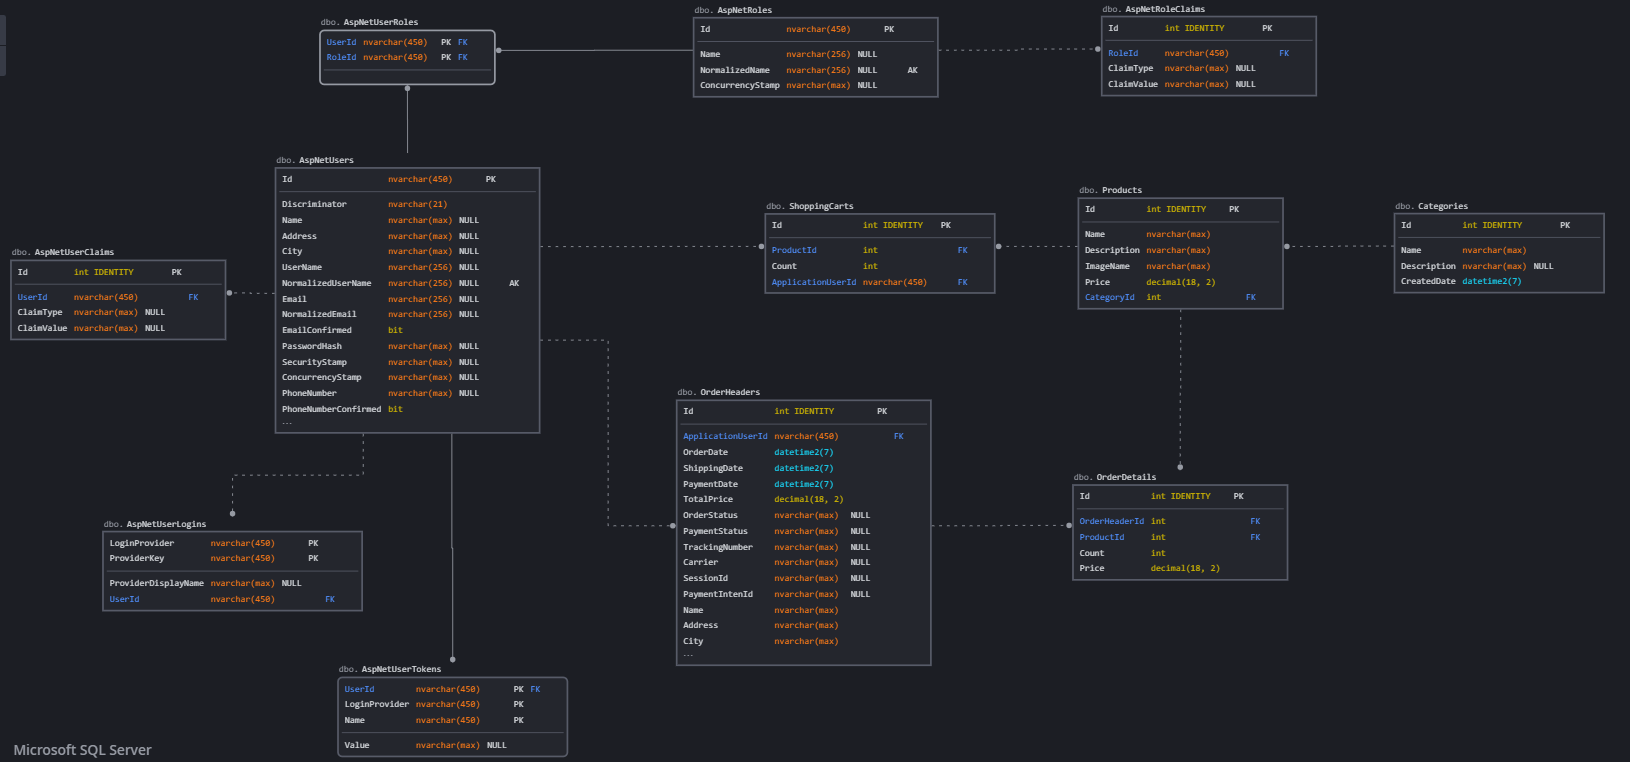 dbo. AspNetUserRoles
UserId nvarchar(450) PK FK
RoleId nvarchar(450) PK FK
dbo. AspNetRoles
Id nvarchar(450) PK
Name nvarchar(256) NULL
NormalizedName nvarchar(256) NULL AK
ConcurrencyStamp nvarchar(max) NULL
dbo. AspNetRoleClaims
Id int IDENTITY PK
RoleId nvarchar(450) FK
ClaimType nvarchar(max) NULL
ClaimValue nvarchar(max) NULL
dbo. AspNetUsers
Id nvarchar(450) PK
Discriminator nvarchar(21)
Name nvarchar(max) NULL
Address nvarchar(max) NULL
City nvarchar(max) NULL
UserName nvarchar(256) NULL
NormalizedUserName nvarchar(256) NULL AK
Email nvarchar(256) NULL
NormalizedEmail nvarchar(256) NULL
EmailConfirmed bit
PasswordHash nvarchar(max) NULL
SecurityStamp nvarchar(max) NULL
ConcurrencyStamp nvarchar(max) NULL
PhoneNumber nvarchar(max) NULL
PhoneNumberConfirmed bit
...
dbo. AspNetUserClaims
Id int IDENTITY PK
UserId nvarchar(450) FK
ClaimType nvarchar(max) NULL
ClaimValue nvarchar(max) NULL
dbo. ShoppingCarts
Id int IDENTITY PK
ProductId int FK
Count int
ApplicationUserId nvarchar(450) FK
dbo. Products
Id int IDENTITY PK
Name nvarchar(max)
Description nvarchar(max)
ImageName nvarchar(max)
Price decimal(18, 2)
CategoryId int FK
dbo. Categories
Id int IDENTITY PK
Name nvarchar(max)
Description nvarchar(max) NULL
CreatedDate datetime2(7)
dbo. OrderHeaders
Id int IDENTITY PK
ApplicationUserId nvarchar(450) FK
OrderDate datetime2(7)
ShippingDate datetime2(7)
PaymentDate datetime2(7)
TotalPrice decimal(18, 2)
OrderStatus nvarchar(max) NULL
PaymentStatus nvarchar(max) NULL
TrackingNumber nvarchar(max) NULL
Carrier nvarchar(max) NULL
SessionId nvarchar(max) NULL
PaymentIntenId nvarchar(max) NULL
Name nvarchar(max)
Address nvarchar(max)
City nvarchar(max)
...
dbo. OrderDetails
Id int IDENTITY PK
OrderHeaderId int FK
ProductId int FK
Count int
Price decimal(18, 2)
dbo. AspNetUserLogins
LoginProvider nvarchar(450) PK
ProviderKey nvarchar(450) PK
ProviderDisplayName nvarchar(max) NULL
UserId nvarchar(450) FK
dbo. AspNetUserTokens
UserId nvarchar(450) PK FK
LoginProvider nvarchar(450) PK
Name nvarchar(450) PK
Value nvarchar(max) NULL
Microsoft SQL Server